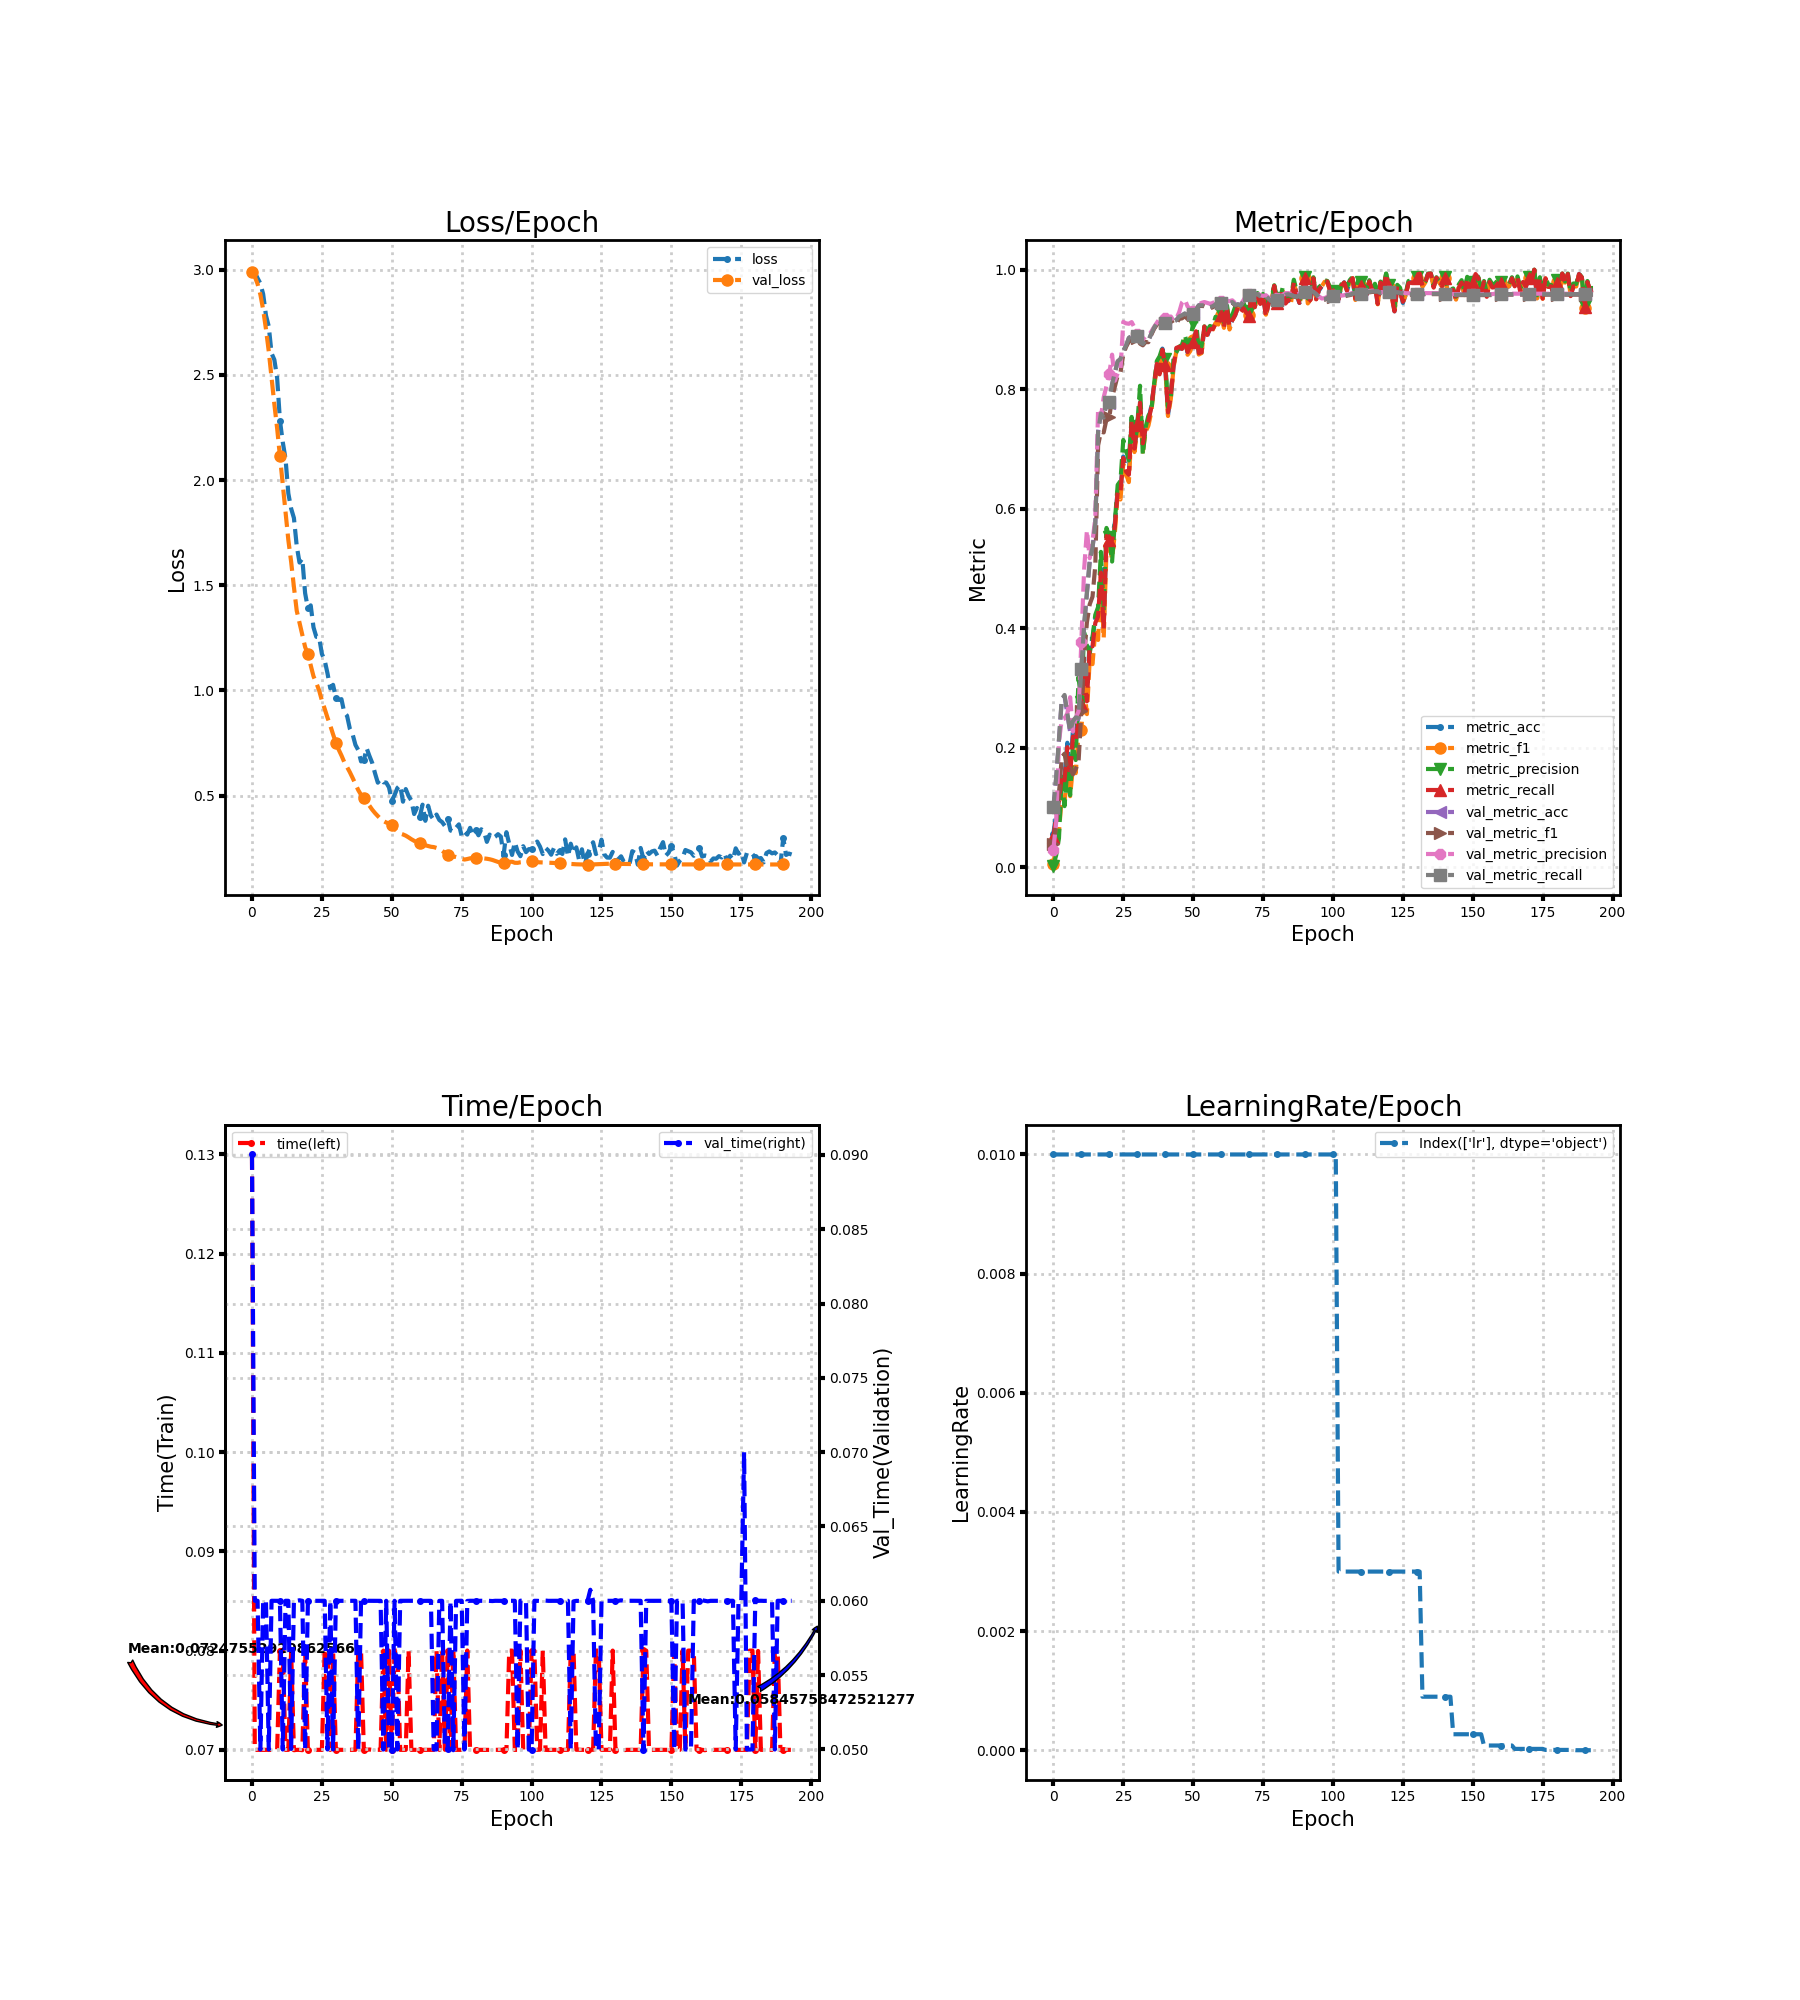 Loss/Epoch
3.0
2.5
2.0
1.5
1.0
0.5
Loss
loss
val_loss
0 25 50 75 100 125 150 175 200
Epoch
Metric/Epoch
1.0
0.8
0.6
0.4
0.2
0.0
Metric
metric_acc
metric_f1
metric_precision
metric_recall
val_metric_acc
val_metric_f1
val_metric_precision
val_metric_recall
0 25 50 75 100 125 150 175 200
Epoch
Time/Epoch
time(left)
val_time(right)
0.13
0.12
0.11
0.10
0.09
0.08
0.07
Time(Train)
0.090
0.085
0.080
0.075
0.070
0.065
0.060
0.055
0.050
Val_Time(Validation)
Mean:0.05845758472521277
0 25 50 75 100 125 150 175 200
Epoch
LearningRate/Epoch
Index(['lr'], dtype='object')
0.010
0.008
0.006
0.004
0.002
0.000
LearningRate
0 25 50 75 100 125 150 175 200
Epoch